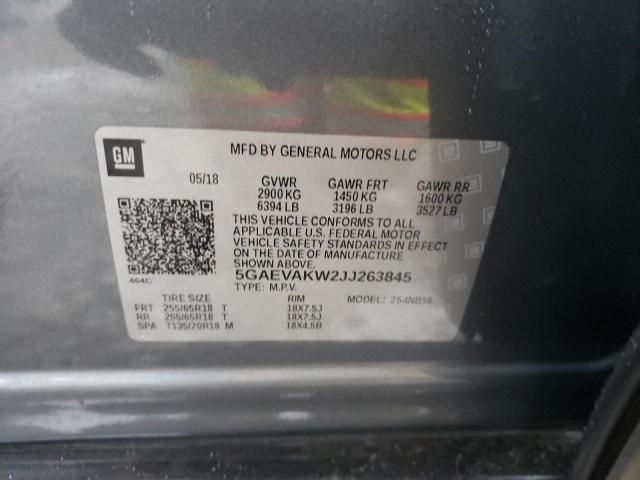 GM
MFD BY GENERAL MOTORS LLC
05/18 GVWR GAWR FRT GAWR RR
2900 KG 1450 KG 1600 KG
6394 LB 3196 LB 3527 LB
THIS VEHICLE CONFORMS TO ALL
APPLICABLE U.S. FEDERAL MOTOR
VEHICLE SAFETY STANDARDS IN EFFECT
ON THE DATE OF MANUFACTURE
SHOWN ABOVE.
464C 5GAEVAKW2JJ263845
TYPE: M.P.V.
TIRE SIZE RIM MODEL: 254NB56
FRT 255/65R18 T 18X7.5J
RR 255/65R18 T 18X7.5J
SPA T135/70R18 M 18X4.5B